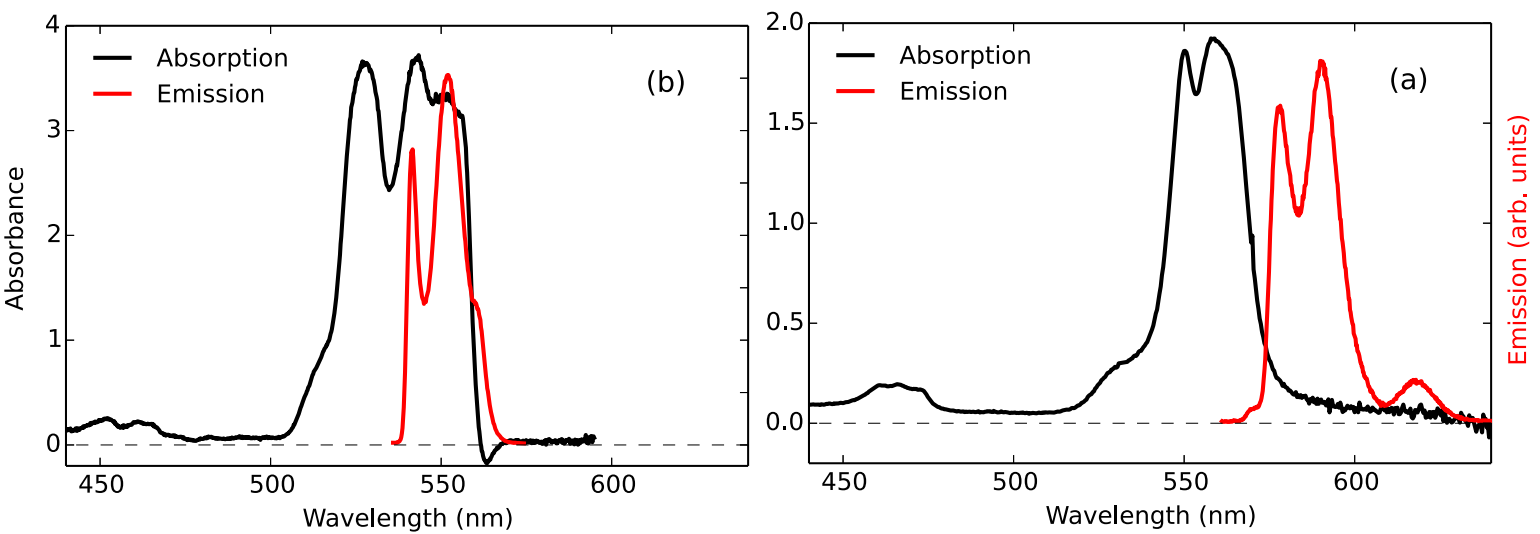 4
3
2
1
0
Absorbance
Absorption
Emission
(b)
450 500 550 600
Wavelength (nm)
2.0
1.5
1.0
0.5
0.0
Absorption
Emission
(a)
450 500 550 600
Wavelength (nm)
Emission (arb. units)